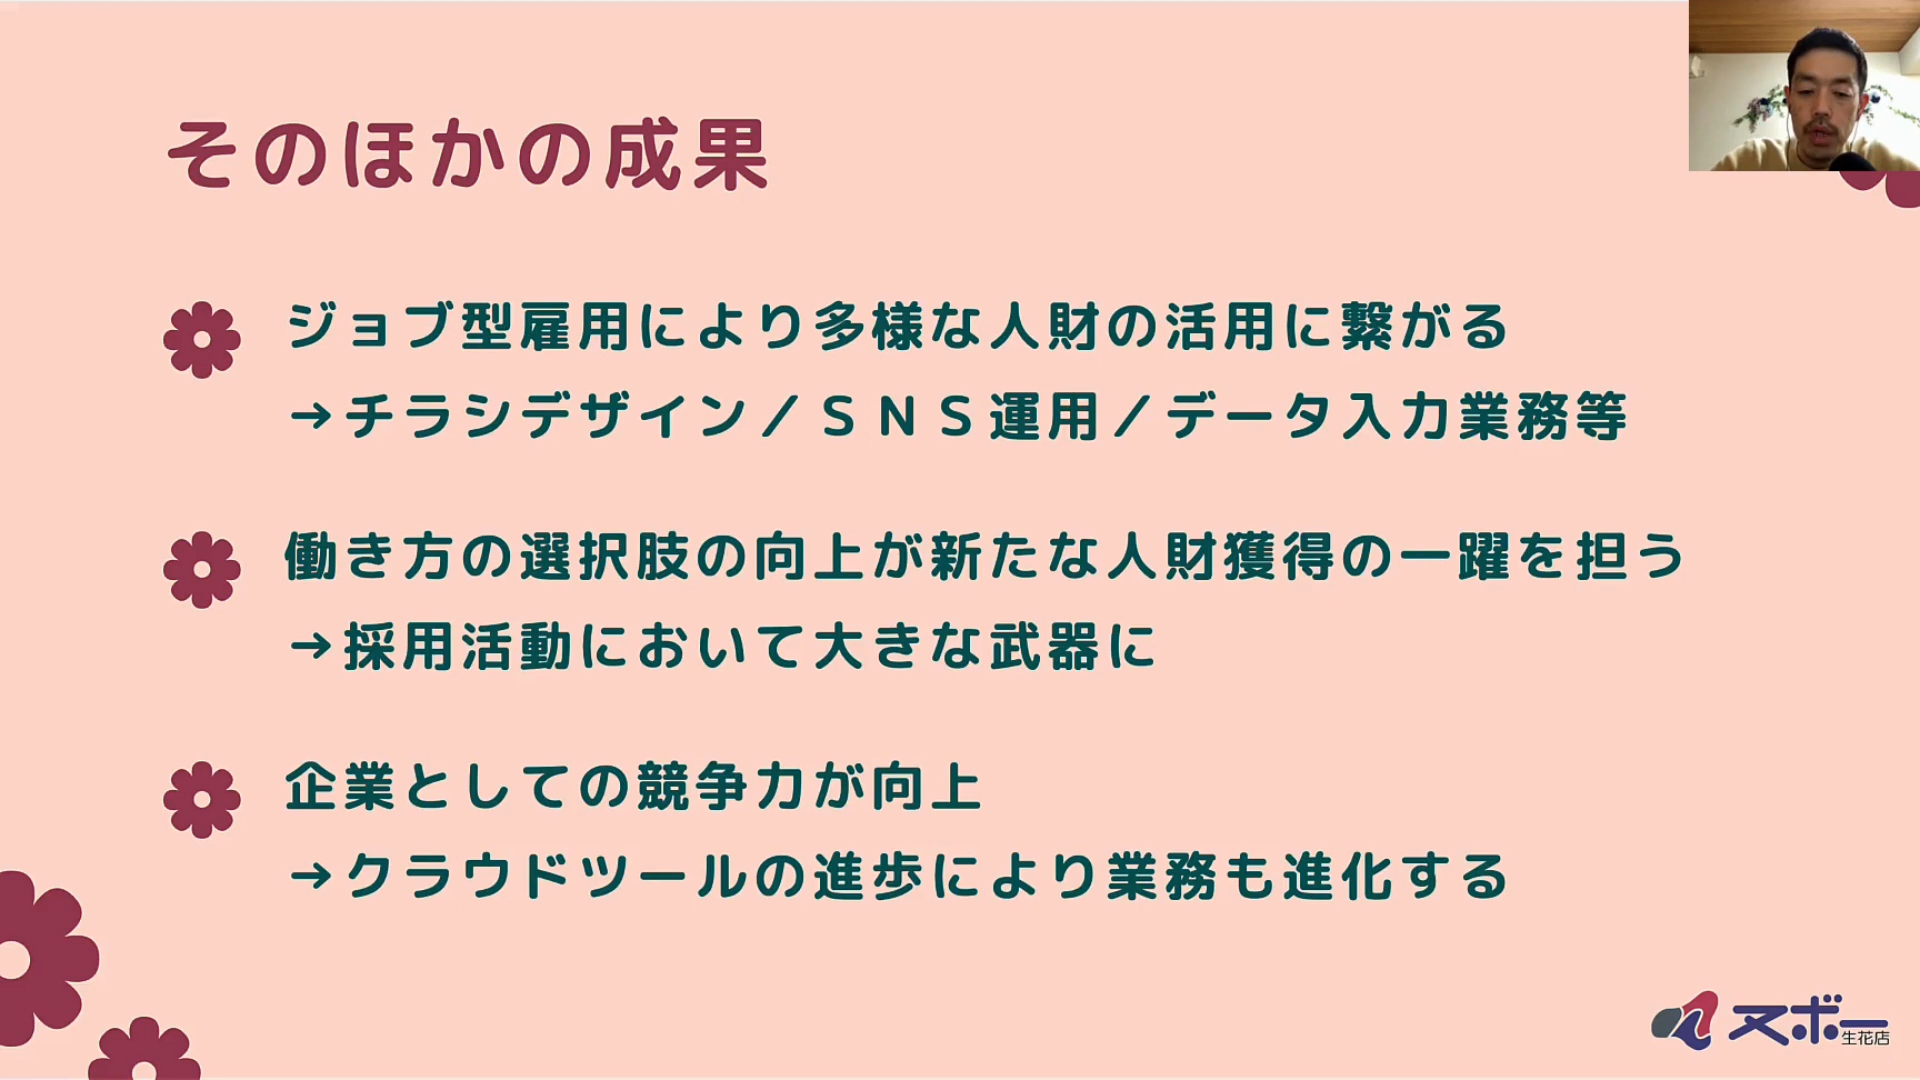 そのほかの成果
ジョブ型雇用により多様な人財の活用に繋がる
→チラシデザイン／ＳＮＳ運用／データ入力業務等
働き方の選択肢の向上が新たな人財獲得の一躍を担う
→採用活動において大きな武器に
企業としての競争力が向上
→クラウドツールの進歩により業務も進化する
ヌボー生花店